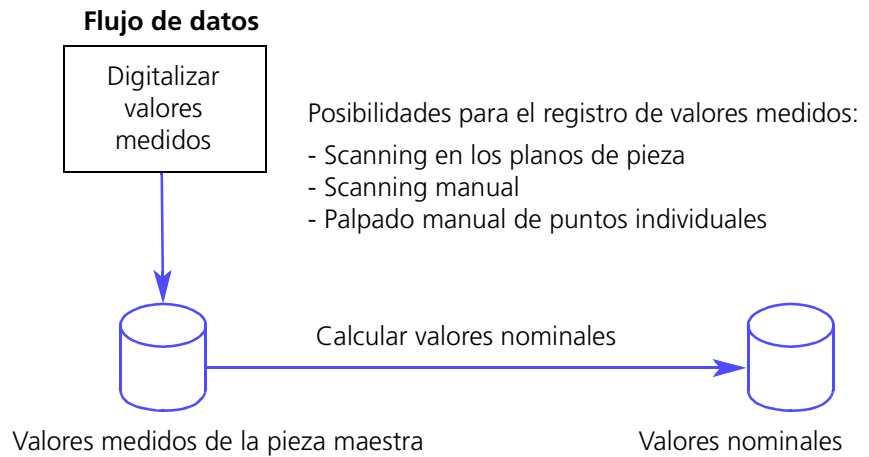 Flujo de datos
Digitalizar
valores
medidos
Posibilidades para el registro de valores medidos:
- Scanning en los planos de pieza
- Scanning manual
- Palpado manual de puntos individuales
Calcular valores nominales
Valores medidos de la pieza maestra
Valores nominales